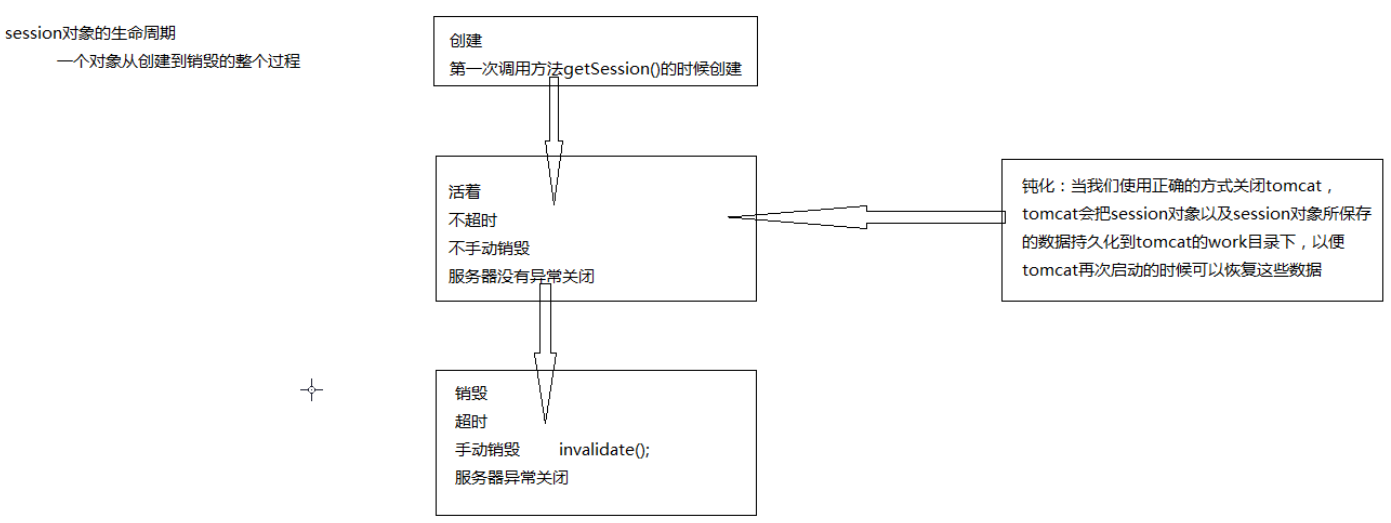 session对象的生命周期
一个对象从创建到销毁的整个过程
创建
第一次调用方法getSession()的时候创建
活着
不超时
不手动销毁
服务器没有异常关闭
钝化：当我们使用正确的方式关闭tomcat，
tomcat会把session对象以及session对象所保存
的数据持久化到tomcat的work目录下，以便
tomcat再次启动的时候可以恢复这些数据
销毁
超时
手动销毁 invalidate();
服务器异常关闭